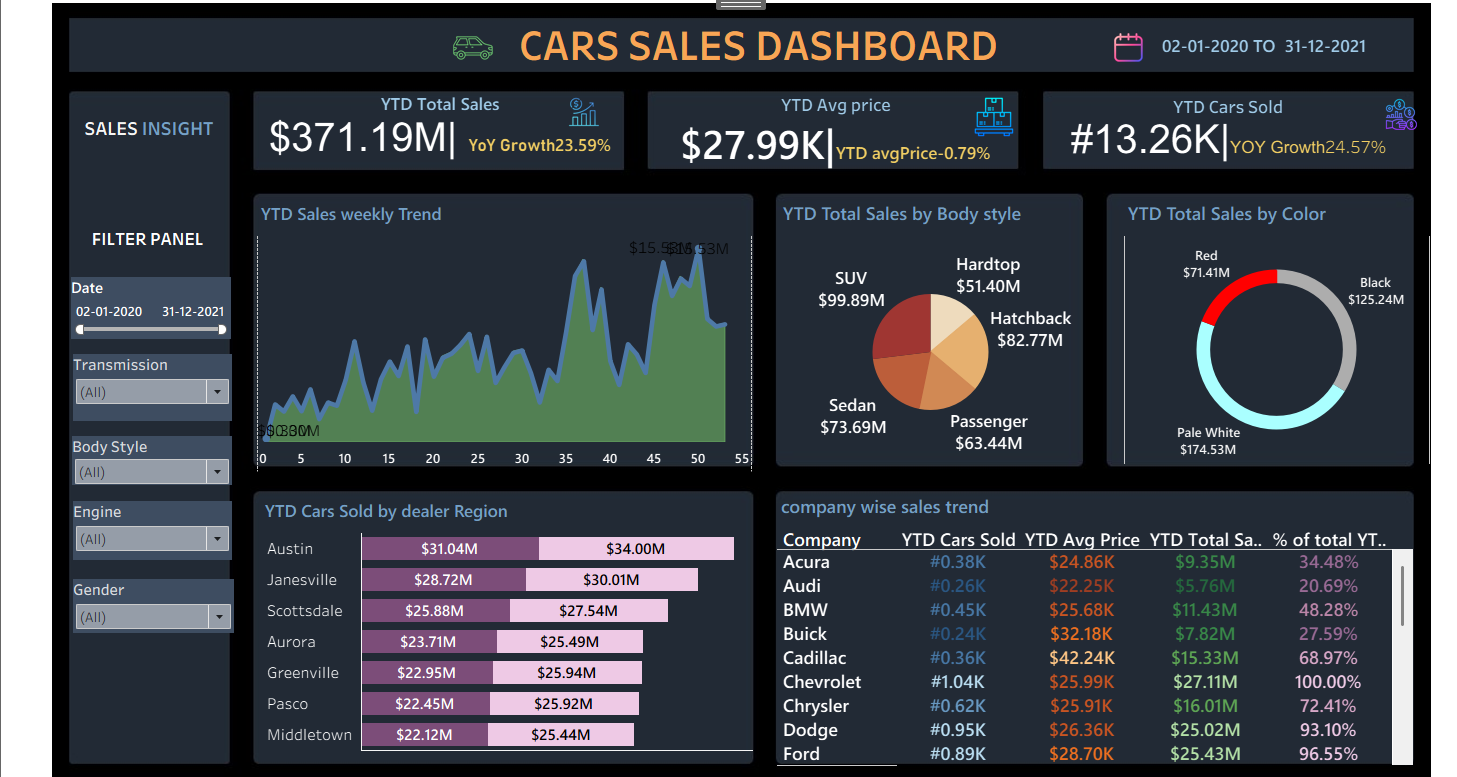 CARS SALES DASHBOARD
02-01-2020 TO 31-12-2021
SALES INSIGHT
FILTER PANEL
Date
02-01-2020 31-12-2021
Transmission
(All)
Body Style
(All)
Engine
(All)
Gender
(All)
YTD Total Sales
$371.19M| YoY Growth23.59%
YTD Avg price
$27.99K| YTD avgPrice-0.79%
YTD Cars Sold
#13.26K| YOY Growth24.57%
YTD Sales weekly Trend
0 5 10 15 20 25 30 35 40 45 50 55
YTD Total Sales by Body style
SUV
$99.89M
Hardtop
$51.40M
Hatchback
$82.77M
Sedan
$73.69M
Passenger
$63.44M
YTD Total Sales by Color
Red
$71.41M
Black
$125.24M
Pale White
$174.53M
YTD Cars Sold by dealer Region
Austin $31.04M $34.00M
Janesville $28.72M $30.01M
Scottsdale $25.88M $27.54M
Aurora $23.71M $25.49M
Greenville $22.95M $25.94M
Pasco $22.45M $25.92M
Middletown $22.12M $25.44M
company wise sales trend
Company YTD Cars Sold YTD Avg Price YTD Total Sa.. % of total YT..
Acura #0.38K $24.86K $9.35M 34.48%
Audi #0.26K $22.25K $5.76M 20.69%
BMW #0.45K $25.68K $11.43M 48.28%
Buick #0.24K $32.18K $7.82M 27.59%
Cadillac #0.36K $42.24K $15.33M 68.97%
Chevrolet #1.04K $25.99K $27.11M 100.00%
Chrysler #0.62K $25.91K $16.01M 72.41%
Dodge #0.95K $26.36K $25.02M 93.10%
Ford #0.89K $28.70K $25.43M 96.55%